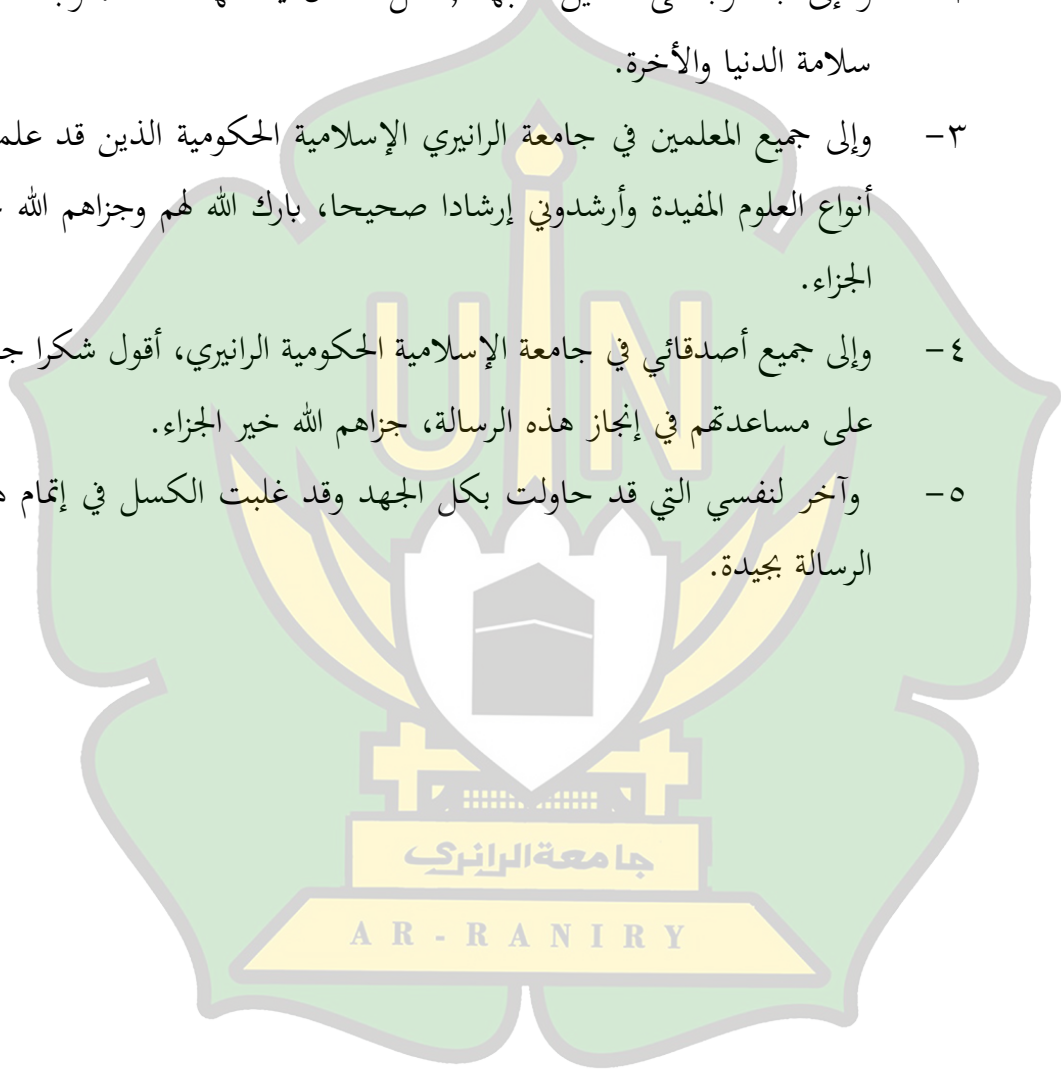 سلامة الدنيا والأخرة.
٣- وإلى جميع المعلمين في جامعة الرانيري الإسلامية الحكومية الذين قد
أنواع العلوم المفيدة وأرشدوني إرشادا صحيحا، بارك الله لهم وجزاهم الله
الجزاء.
٤- وإلى جميع أصدقائي في جامعة الإسلامية الحكومية الرانيري، أقول شكرا
على مساعدتهم في إنجاز هذه الرسالة، جزاهم الله خير الجزاء.
٥- وآخر لنفسي التي قد حاولت بكل الجهد وقد غلبت الكسل في إتمام
الرسالة بجيدة.
UIN
جامعة الرانري
AR-RANIRY